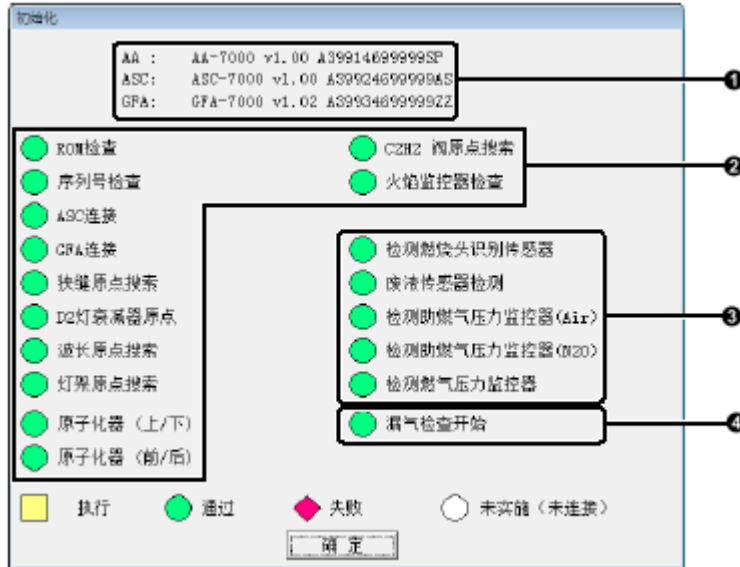 初始化
AA : AA-7000 v1.00 A39914699999SP
ASC: ASC-7000 v1.00 A39924699999AS
GFA: GFA-7000 v1.02 A39934699999ZZ
❶
ROM检查
C2H2 阀原点搜索
❷
序列号检查
火焰监控器检查
ASC连接
GFA连接
检测燃烧头识别传感器
狭缝原点搜索
废液传感器检测
D2灯衰减器原点
检测助燃气压力监控器(Air)
❸
波长原点搜索
检测助燃气压力监控器(N2O)
灯架原点搜索
检测燃气压力监控器
原子化器 (上/下)
漏气检查开始
❹
原子化器 (前/后)
执行 通过 失败 未实施(未连接)
确 定